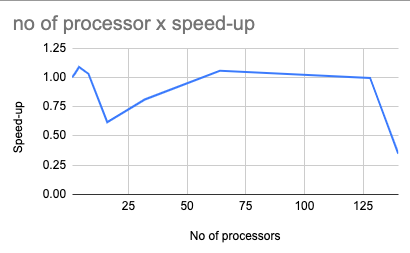 no of processor x speed-up
1.25
1.00
0.75
0.50
0.25
0.00
Speed-up
25 50 75 100 125
No of processors